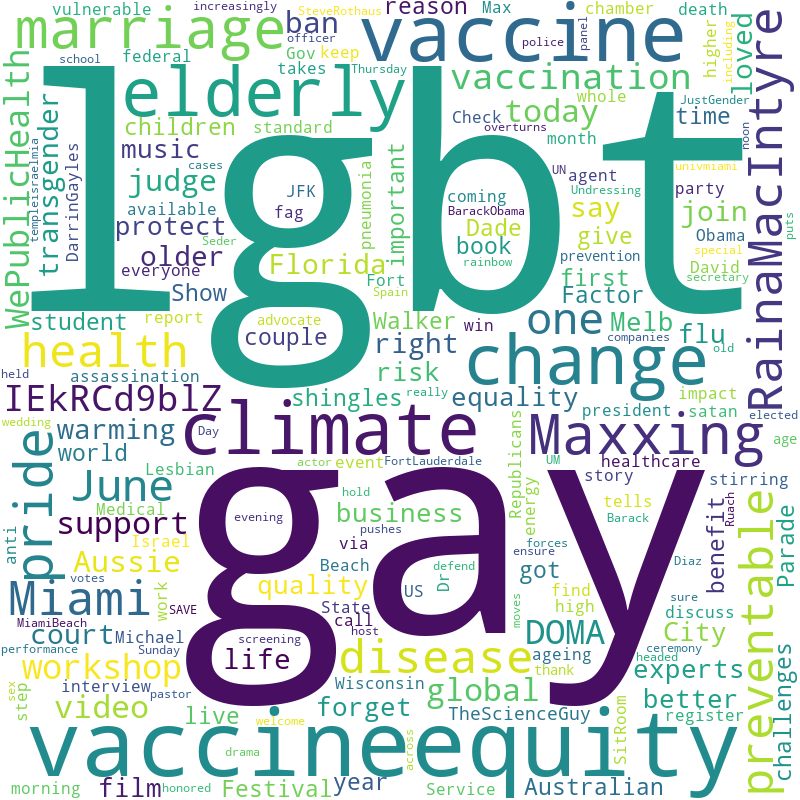 vulnerable
increasingly
SteveRothaus
reason
Max
chamber
death
marriage
ban
officer
vaccine
police
panel
higher
including
loved
RainaMacIntyre
school
federal
Gov
keep
takes
Thursday
elderly
vaccination
whole
JustGender
WePublicHealth
transgender
children
standard
today
Check
overturns
month
time
noon
univmiami
templeisraelmia
DarrinGayles
music
cases
lgbt
pneumonia
important
UN
agent
party
judge
JFK
coming
Undressing
say
join
puts
available
protect
fag
BarackObama
book
Dade
give
Obama
special
older
Seder
rainbow
prevention
everyone
Florida
Fort
first
David
secretary
Show
Spain
Factor
student
report
advocate
Walker
win
one
Melb
flu
companies
old
couple
right
held
health
assassination
risk
change
impact
IEkRCd9blZ
shingles
really
equality
president
satan
elected
wedding
warming
Day
climate
Maxxing
age
world
actor
event
FortLauderdale
UM
healthcare
Republicans
energy
story
stirring
pride
June
Lesbian
Medical
hold
business
tells
benefit
Ruach
preventable
Parade
support
evening
via
pushes
Barack
anti
Israel
gay
ensure
forces
Diaz
Aussie
Beach
Dr
defend
got
sure
votes
work
quality
US
find
discuss
Miami
SAVE
State
moves
high
MiamiBeach
court
Michael
screening
call
host
DOMA
City
ceremony
performance
Sunday
life
disease
ageing
thank
headed
workshop
experts
sex
step
interview
pastor
Wisconsin
global
better
challenges
video
live
welcome
forget
TheScienceGuy
SitRoom
register
vaccineequity
drama
across
morning
film
honored
Festival
year
Service
Australian